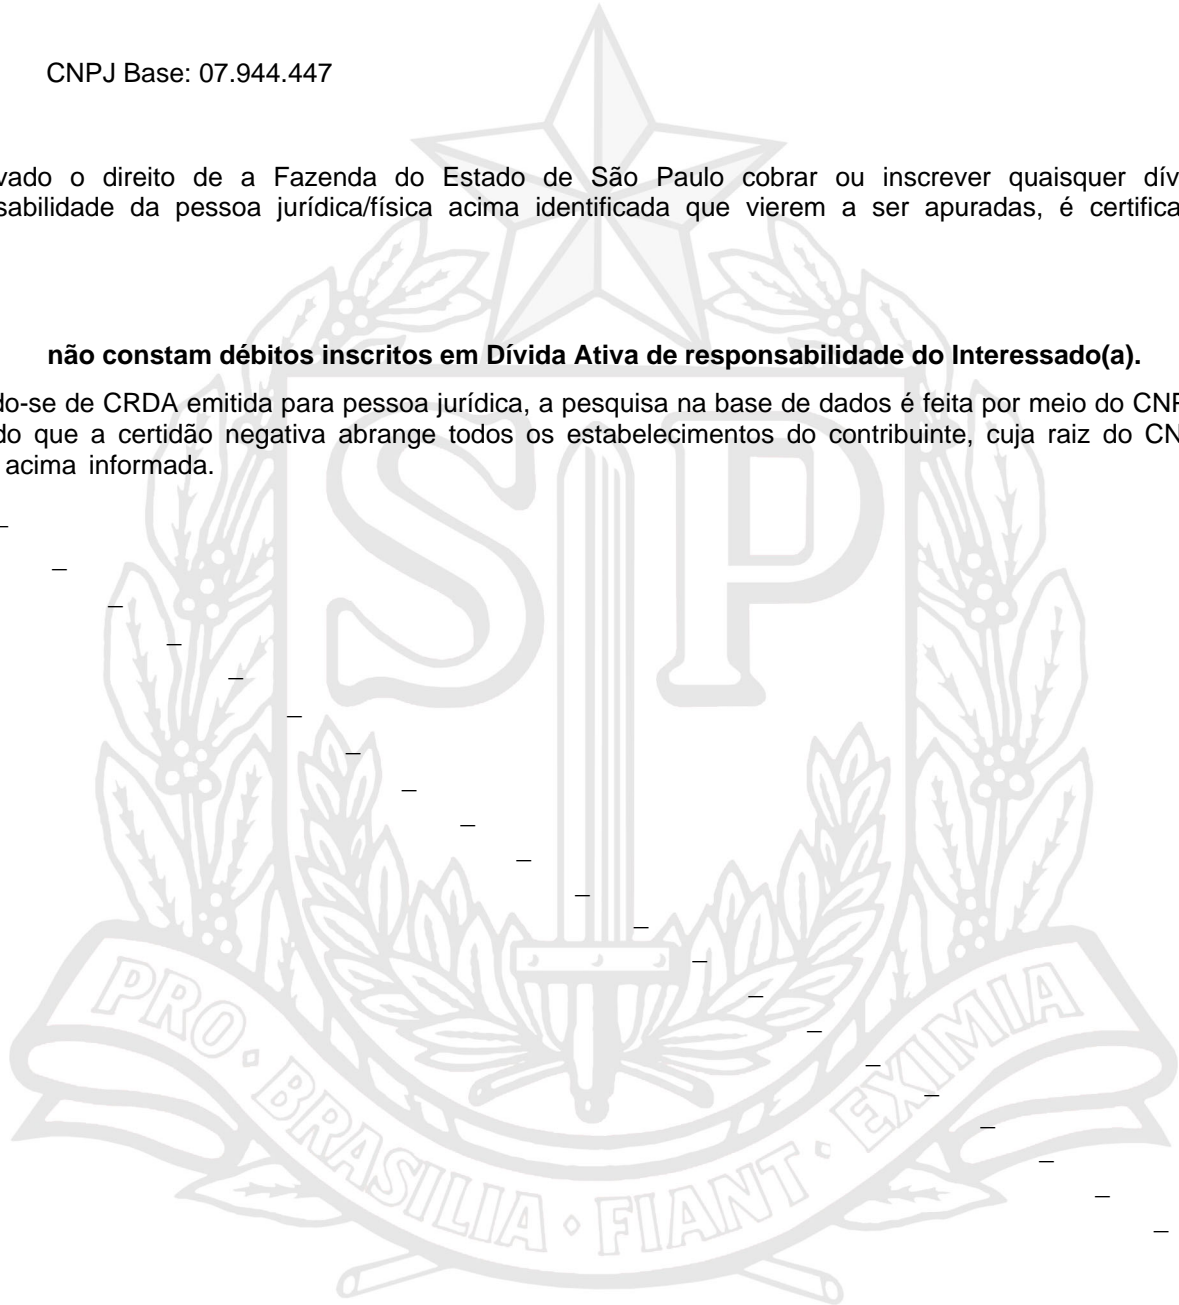 CNPJ Base: 07.944.447
vado o direito de a Fazenda do Estado de São Paulo cobrar ou inscrever quaisquer dív
sabilidade da pessoa jurídica/física acima identificada que vierem a ser apuradas, é certifica
não constam débitos inscritos em Dívida Ativa de responsabilidade do Interessado(a).
do-se de CRDA emitida para pessoa jurídica, a pesquisa na base de dados é feita por meio do CNP
do que a certidão negativa abrange todos os estabelecimentos do contribuinte, cuja raiz do CN
acima informada.
SP
PRO • BRASILIA • FIANT • EXIMIA